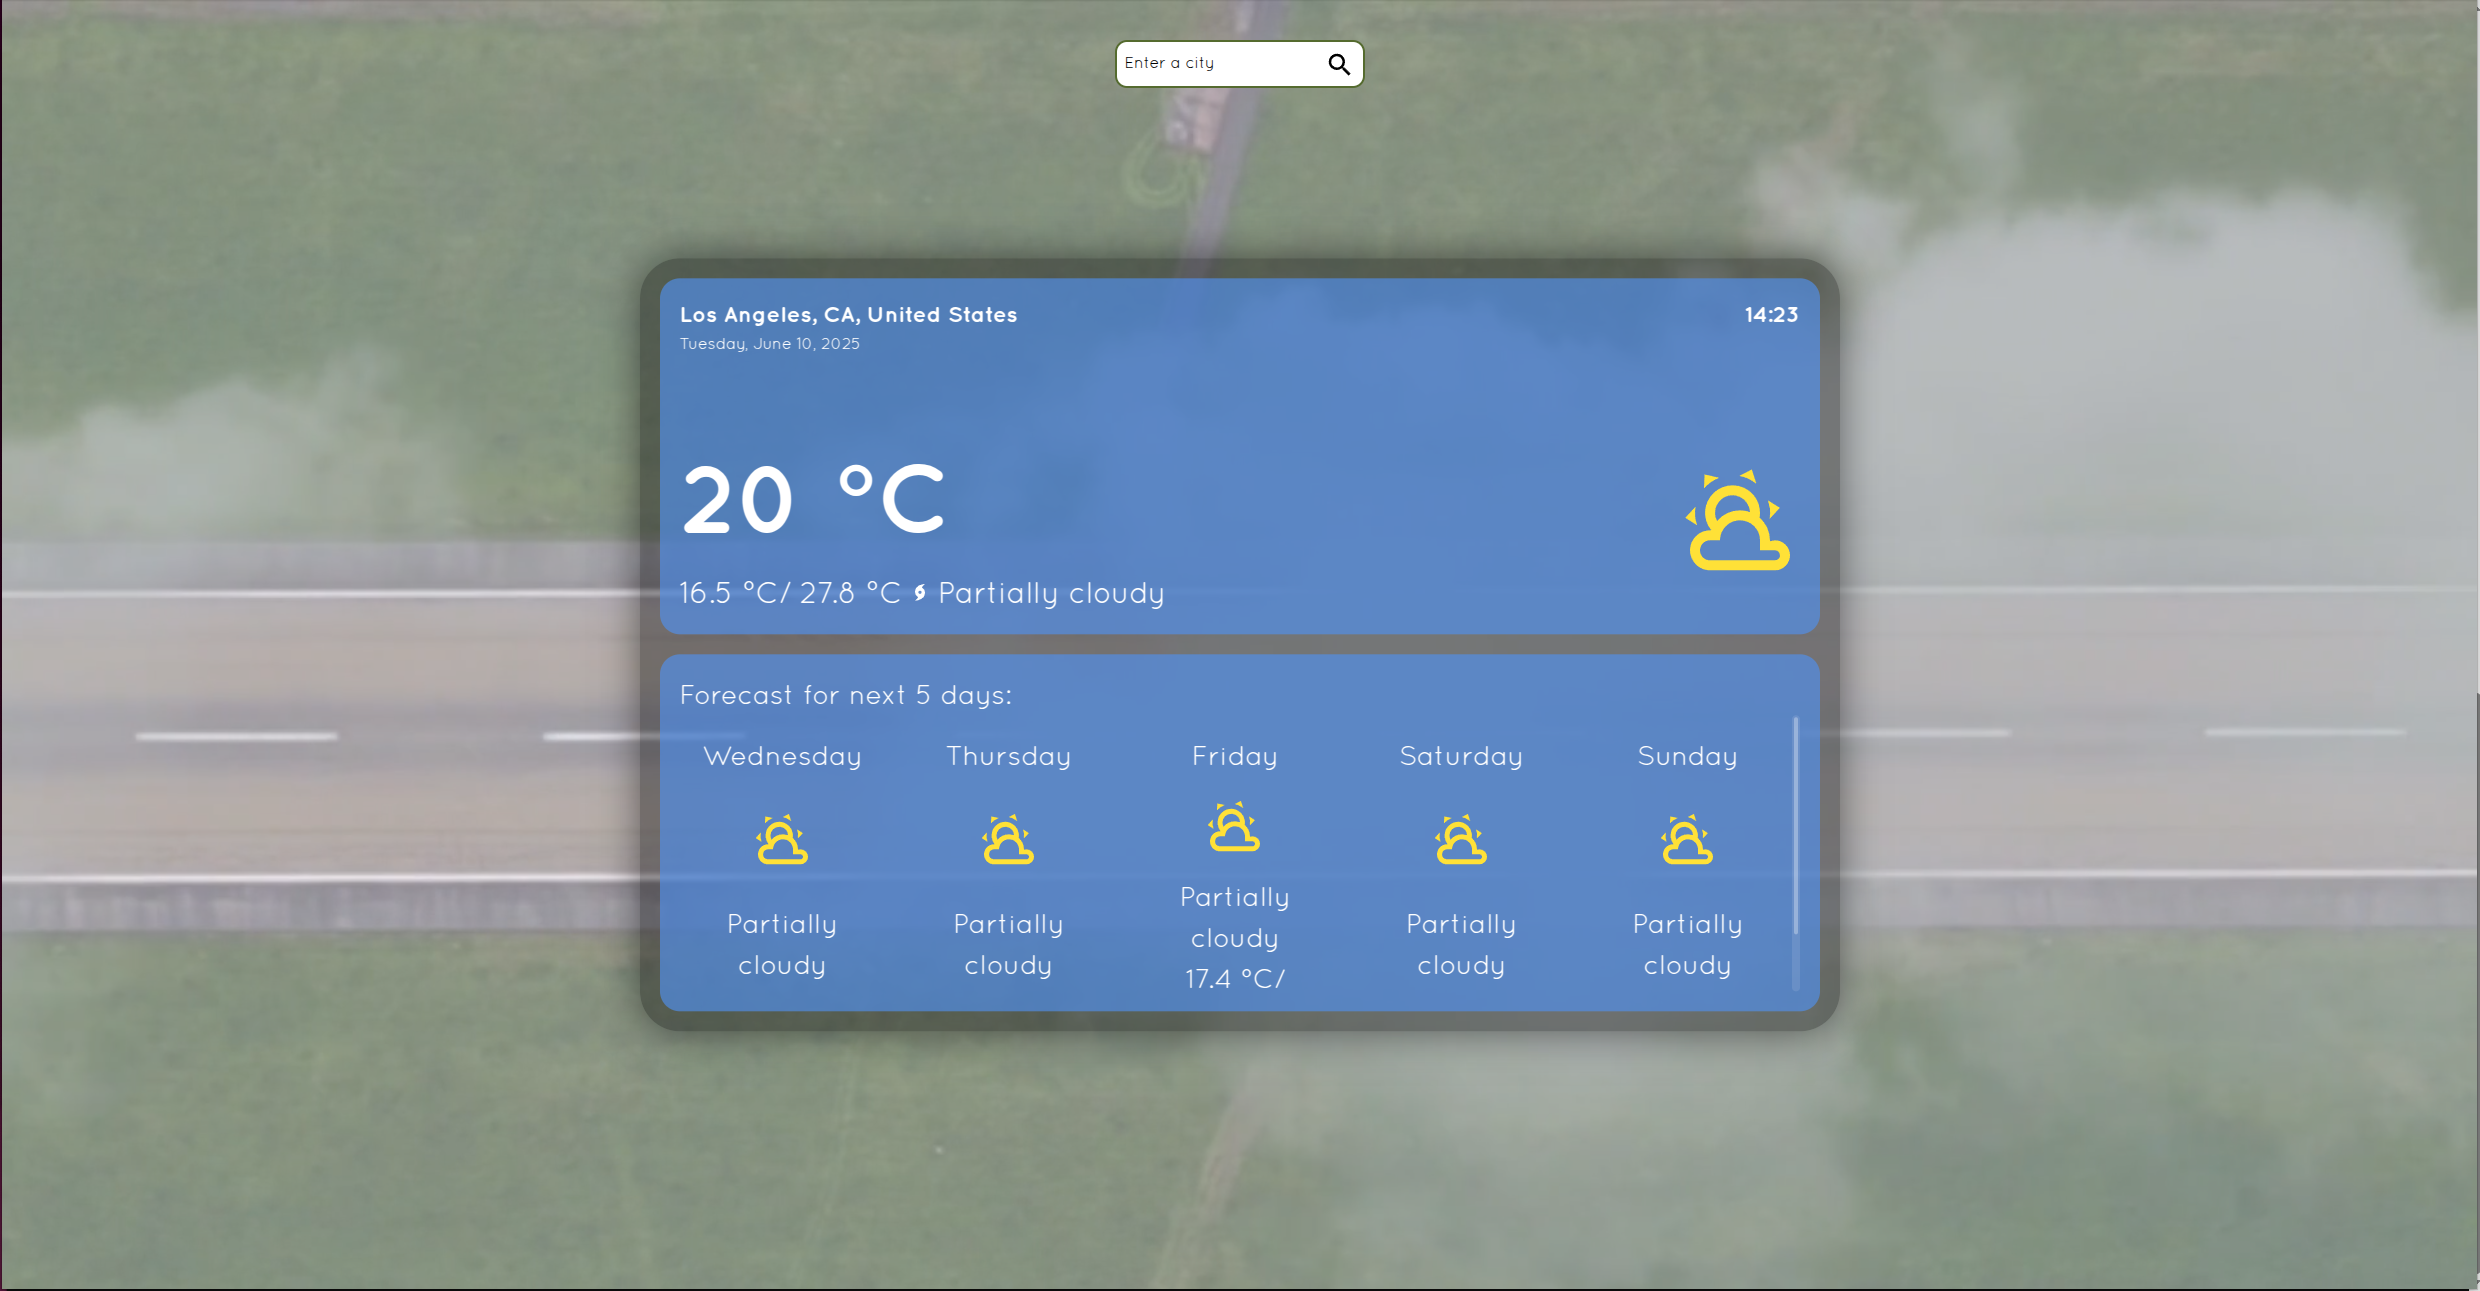 Enter a city
Los Angeles, CA, United States
14:23
Tuesday, June 10, 2025
20 °C
16.5 °C/ 27.8 °C Partially cloudy
Forecast for next 5 days:
Wednesday
Thursday
Friday
Saturday
Sunday
Partially
cloudy
Partially
cloudy
Partially
cloudy
17.4 °C/
Partially
cloudy
Partially
cloudy